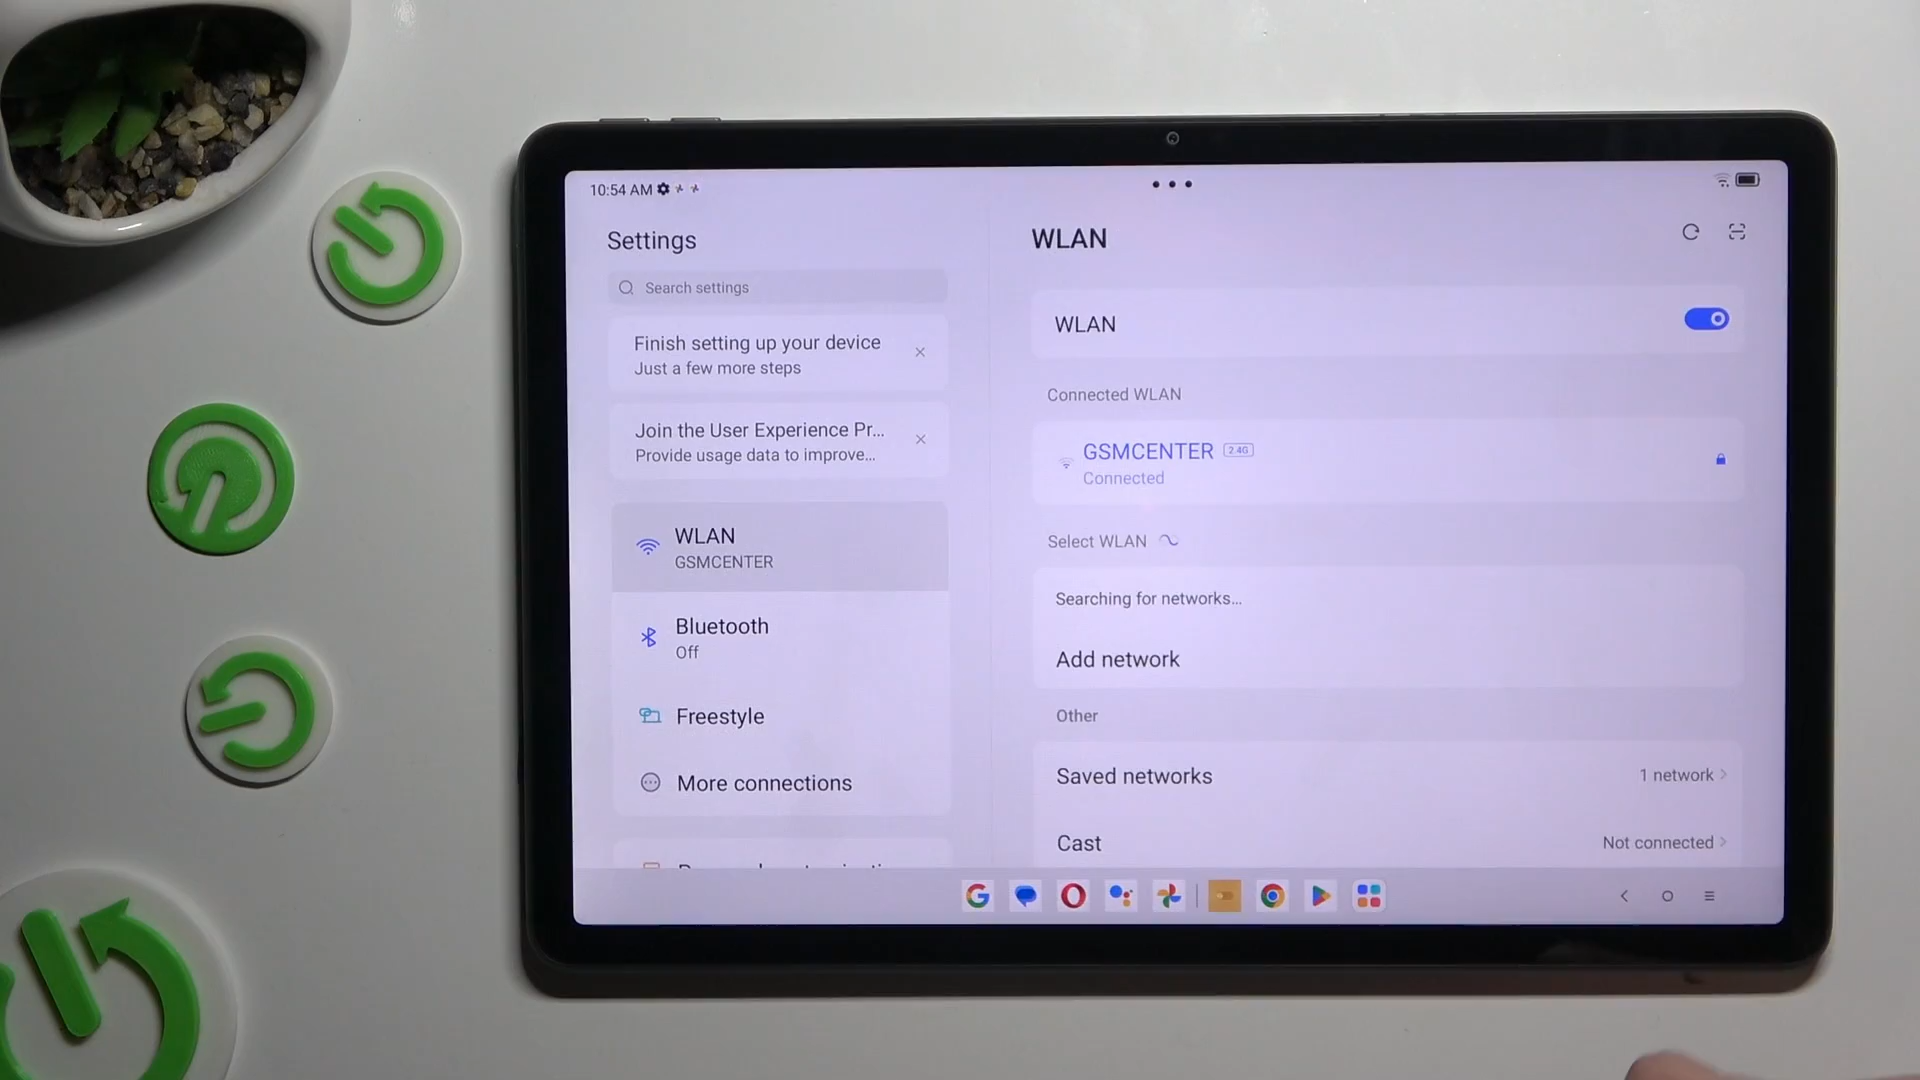 10:54 AM
Settings
Search settings
Finish setting up your device
Just a few more steps
Join the User Experience Pr...
Provide usage data to improve...
WLAN
GSMCENTER
Bluetooth
Off
Freestyle
More connections
WLAN
WLAN
Connected WLAN
GSMCENTER 2.4G
Connected
Select WLAN
Searching for networks...
Add network
Other
Saved networks
1 network
Cast
Not connected